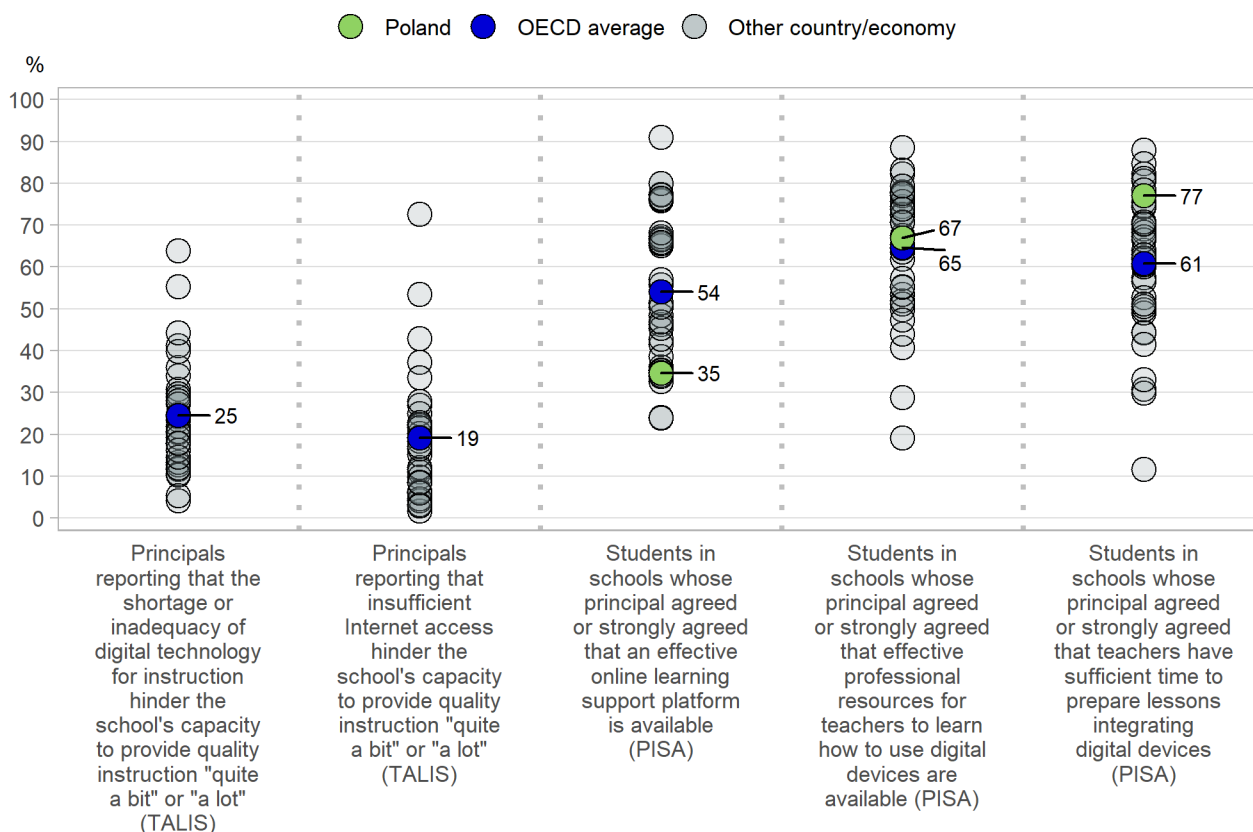 Poland OECD average Other country/economy
%
100
90
80
70
60
50
40
30
20
10
0
25
19
54
35
67
65
77
61
Principals
reporting that the
shortage or
inadequacy of
digital technology
for instruction
hinder the
school's capacity
to provide quality
instruction "quite
a bit" or "a lot"
(TALIS)
Principals
reporting that
insufficient
Internet access
hinder the
school's capacity
to provide quality
instruction "quite
a bit" or "a lot"
(TALIS)
Students in
schools whose
principal agreed
or strongly agreed
that an effective
online learning
support platform
is available
(PISA)
Students in
schools whose
principal agreed
or strongly agreed
that effective
professional
resources for
teachers to learn
how to use digital
devices are
available (PISA)
Students in
schools whose
principal agreed
or strongly agreed
that teachers have
sufficient time to
prepare lessons
integrating
digital devices
(PISA)